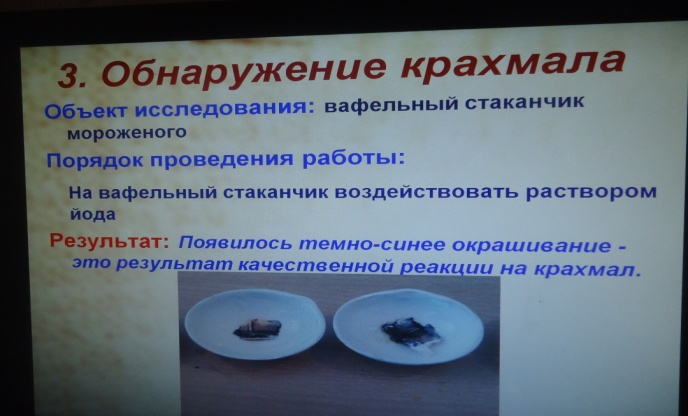 3. Обнаружение крахмала
Объект исследования: вафельный стаканчик
мороженого
Порядок проведения работы:
На вафельный стаканчик воздействовать раствором
йода
Результат: Появилось темно-синее окрашивание -
это результат качественной реакции на крахмал.